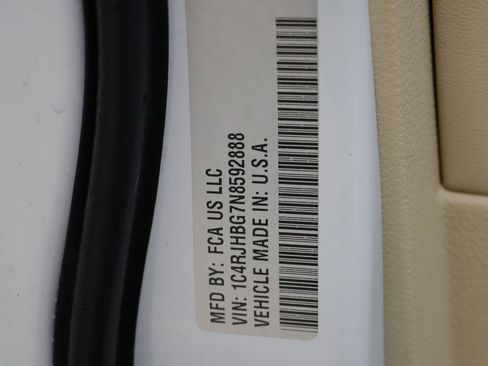 MFD BY: FCA US LLC
VIN: 1C4RJHBG7N8592888
VEHICLE MADE IN: U.S.A.